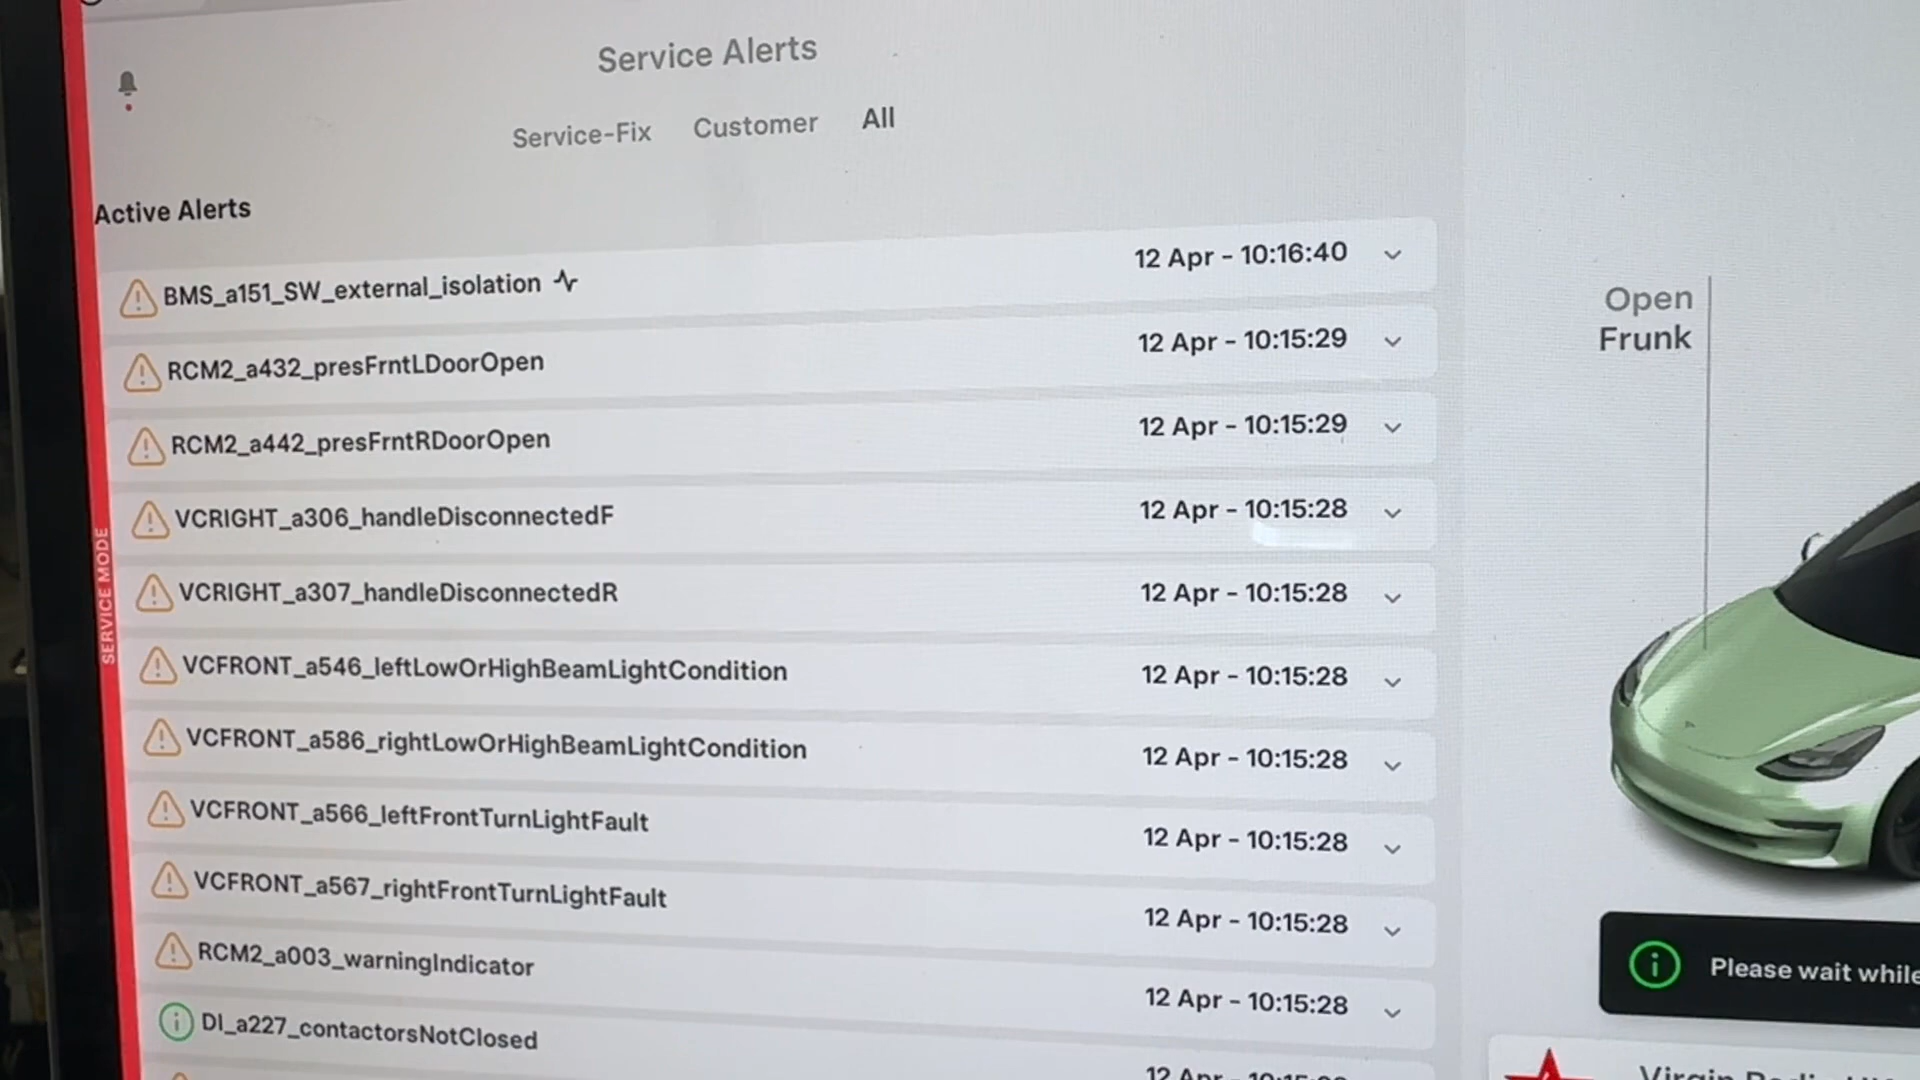 Service Alerts
Service-Fix Customer All
Active Alerts
BMS_a151_SW_external_isolation 12 Apr - 10:16:40
RCM2_a432_presFrntLDoorOpen 12 Apr - 10:15:29
RCM2_a442_presFrntRDoorOpen 12 Apr - 10:15:29
VCRIGHT_a306_handleDisconnectedF 12 Apr - 10:15:28
VCRIGHT_a307_handleDisconnectedR 12 Apr - 10:15:28
VCFRONT_a546_leftLowOrHighBeamLightCondition 12 Apr - 10:15:28
VCFRONT_a586_rightLowOrHighBeamLightCondition 12 Apr - 10:15:28
VCFRONT_a566_leftFrontTurnLightFault 12 Apr - 10:15:28
VCFRONT_a567_rightFrontTurnLightFault 12 Apr - 10:15:28
RCM2_a003_warningIndicator 12 Apr - 10:15:28
DI_a227_contactorsNotClosed 12 Apr
SERVICE MODE
Open
Frunk
Please wait while
Virgin